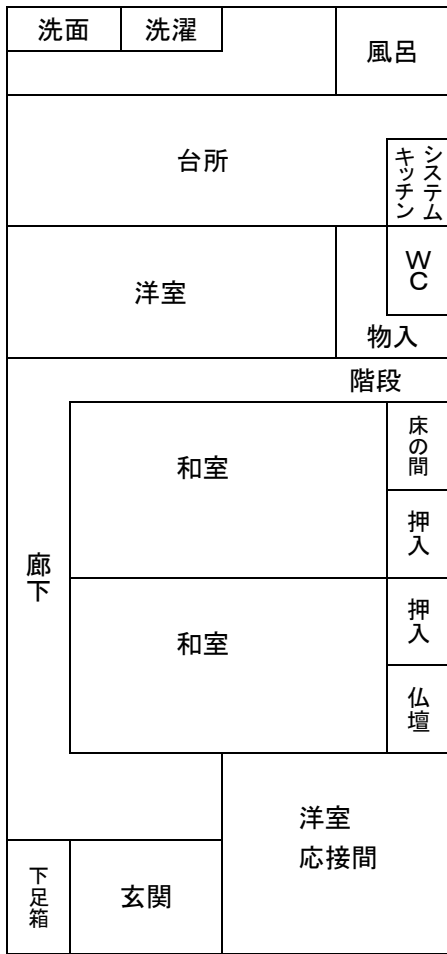 洗面
洗濯
風呂
台所
システム
キッチン
洋室
WC
物入
階段
和室
床の間
押入
廊下
和室
押入
仏壇
洋室
応接間
下足箱
玄関